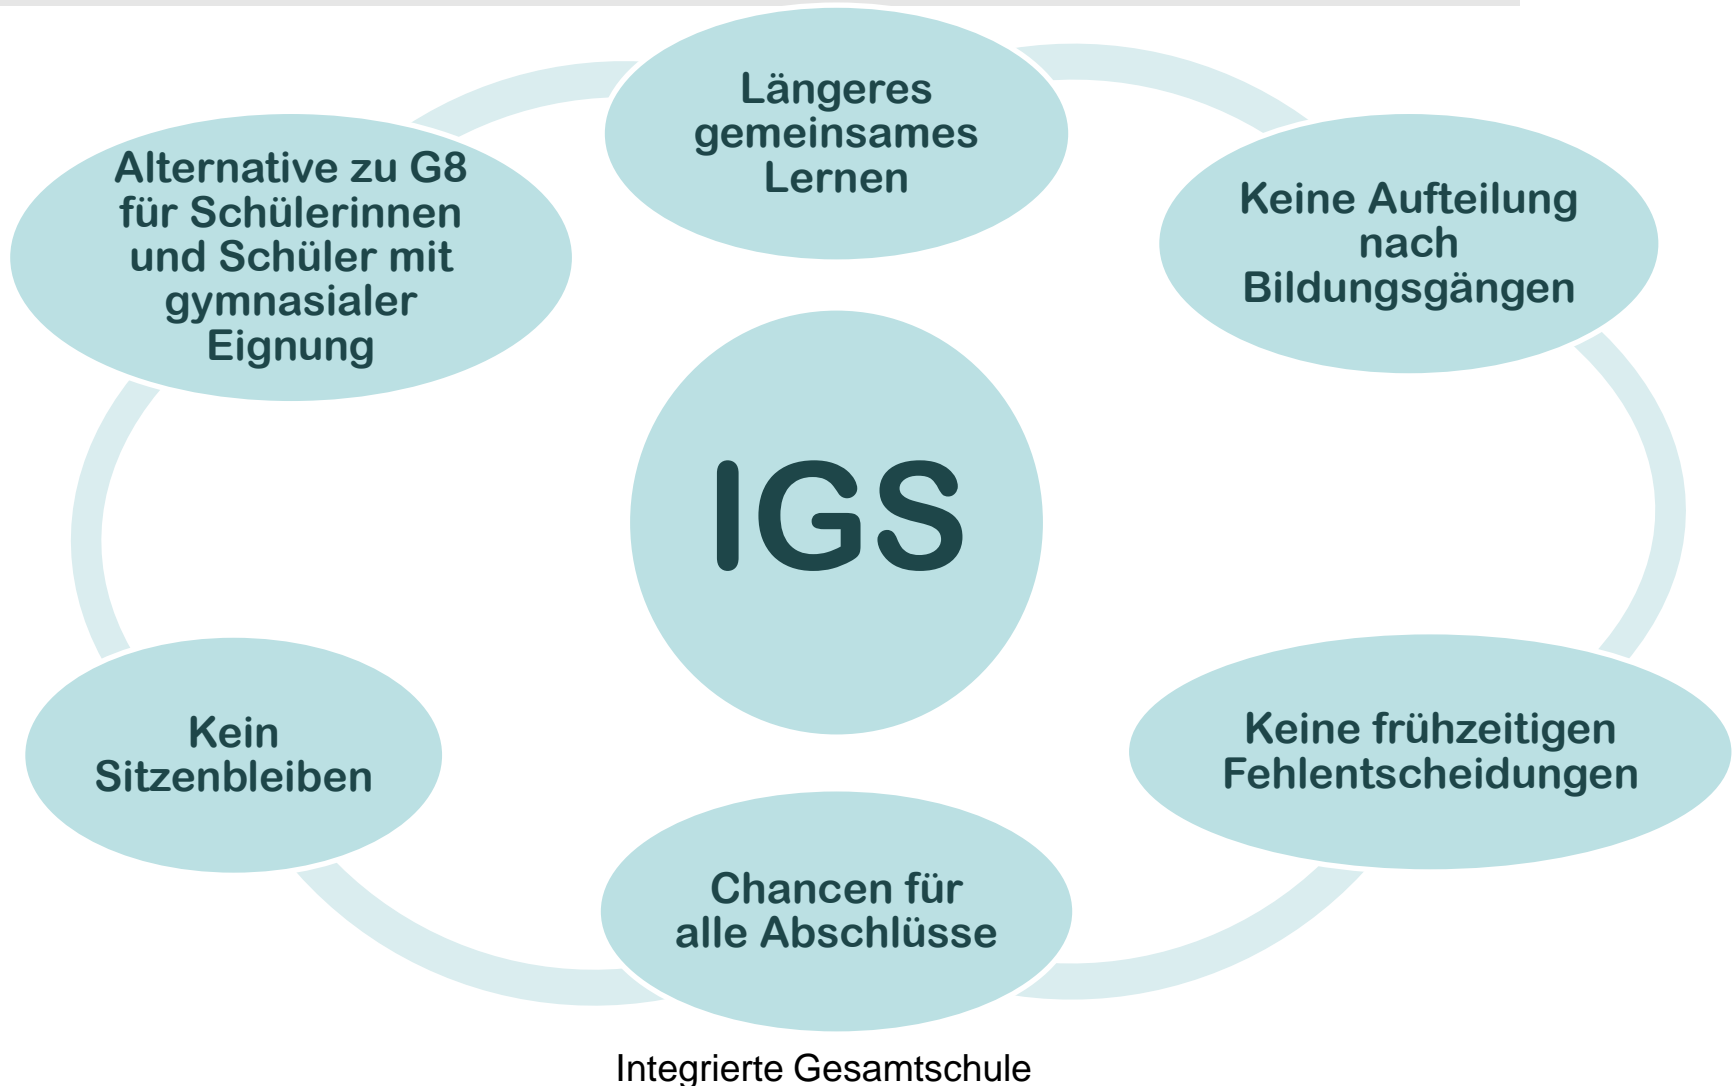 Längeres
gemeinsames
Lernen
Keine Aufteilung
nach
Bildungsgängen
Keine frühzeitigen
Fehlentscheidungen
Chancen für
alle Abschlüsse
Kein
Sitzenbleiben
Alternative zu G8
für Schülerinnen
und Schüler mit
gymnasialer
Eignung
IGS
Integrierte Gesamtschule